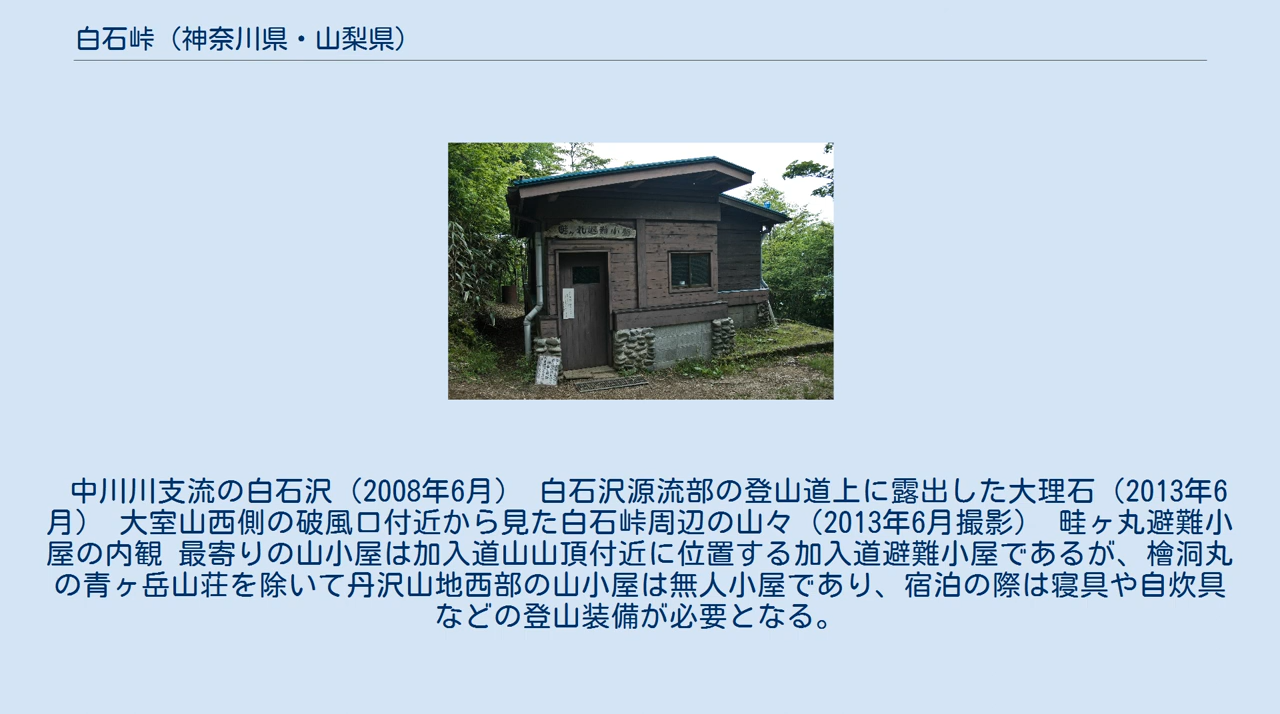 白石峠（神奈川県・山梨県）
畦ヶ丸避難小屋
中川川支流の白石沢（2008年6月） 白石沢源流部の登山道上に露出した大理石（2013年6
月） 大室山西側の破風口付近から見た白石峠周辺の山々（2013年6月撮影） 畦ヶ丸避難小
屋の内観 最寄りの山小屋は加入道山山頂付近に位置する加入道避難小屋であるが、檜洞丸
の青ヶ岳山荘を除いて丹沢山地西部の山小屋は無人小屋であり、宿泊の際は寝具や自炊具
などの登山装備が必要となる。